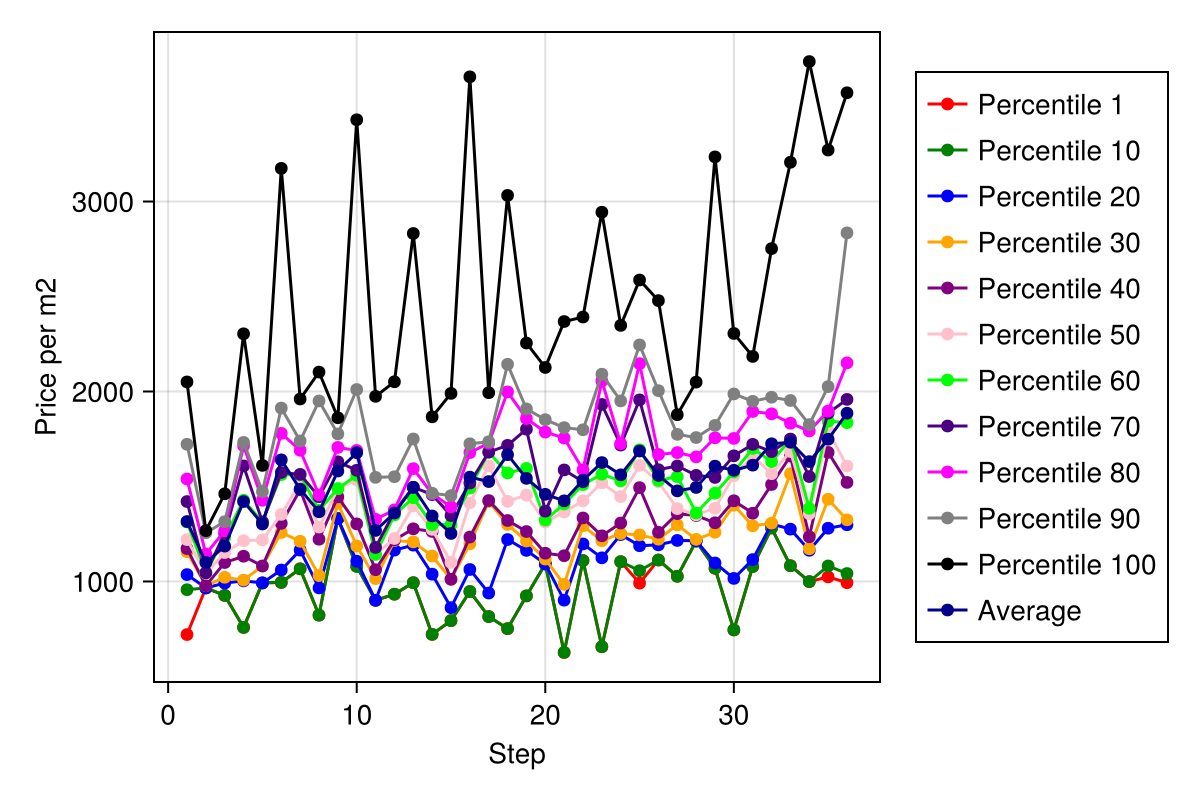 Price per m2
3000
2000
1000
0
10
20
30
Step
Percentile 1
Percentile 10
Percentile 20
Percentile 30
Percentile 40
Percentile 50
Percentile 60
Percentile 70
Percentile 80
Percentile 90
Percentile 100
Average